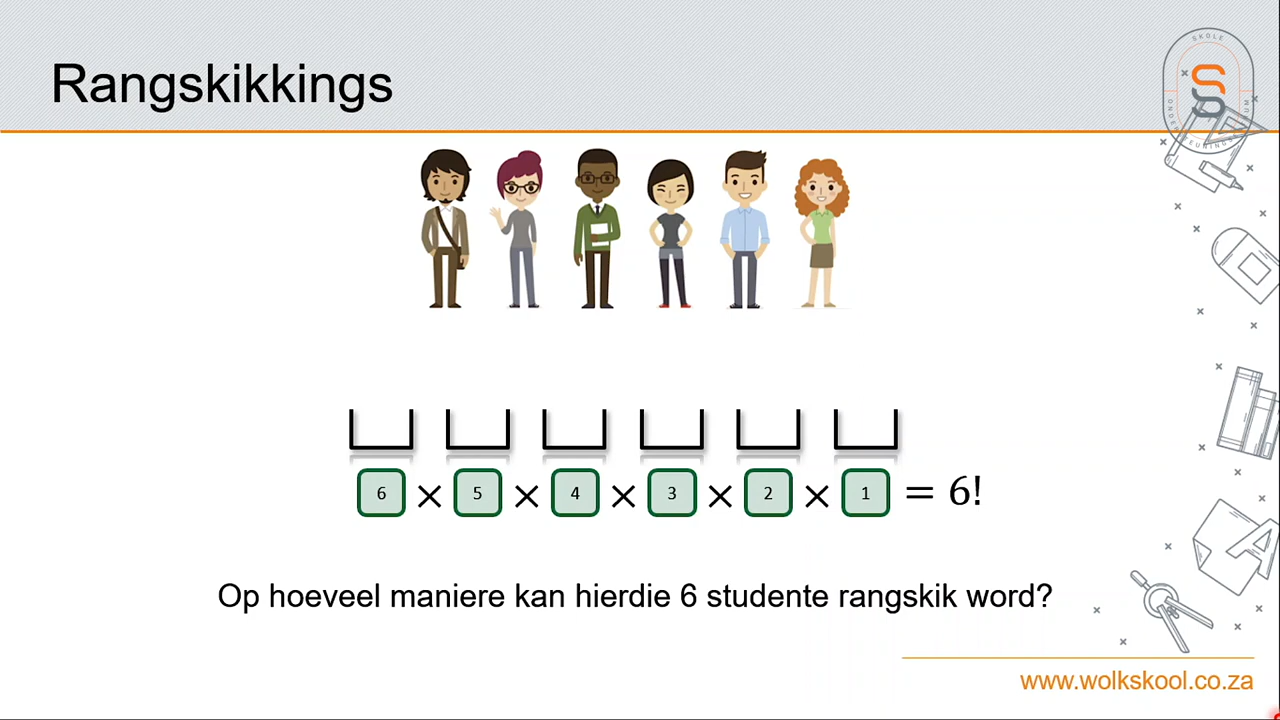 Rangskikkings
SKOLE
6 × 5 × 4 × 3 × 2 × 1 = 6!
Op hoeveel maniere kan hierdie 6 studente rangskik word?
www.wolkskool.co.za